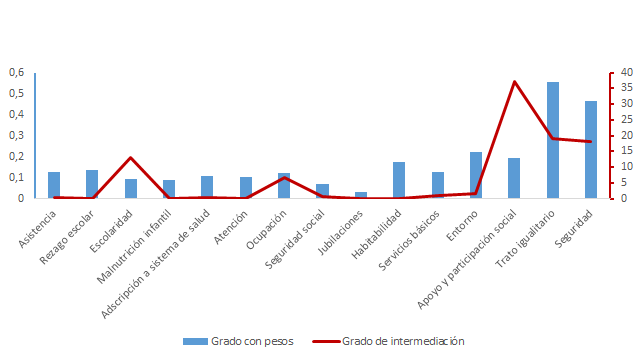 0,6
0,5
0,4
0,3
0,2
0,1
0
40
35
30
25
20
15
10
5
0
Asistencia
Rezago escolar
Escolaridad
Malnutrición infantil
Adscripción a sistema de salud
Atención
Ocupación
Seguridad social
Jubilaciones
Habitabilidad
Servicios básicos
Entorno
Apoyo y participación social
Trato igualitario
Seguridad
Grado con pesos
Grado de intermediación